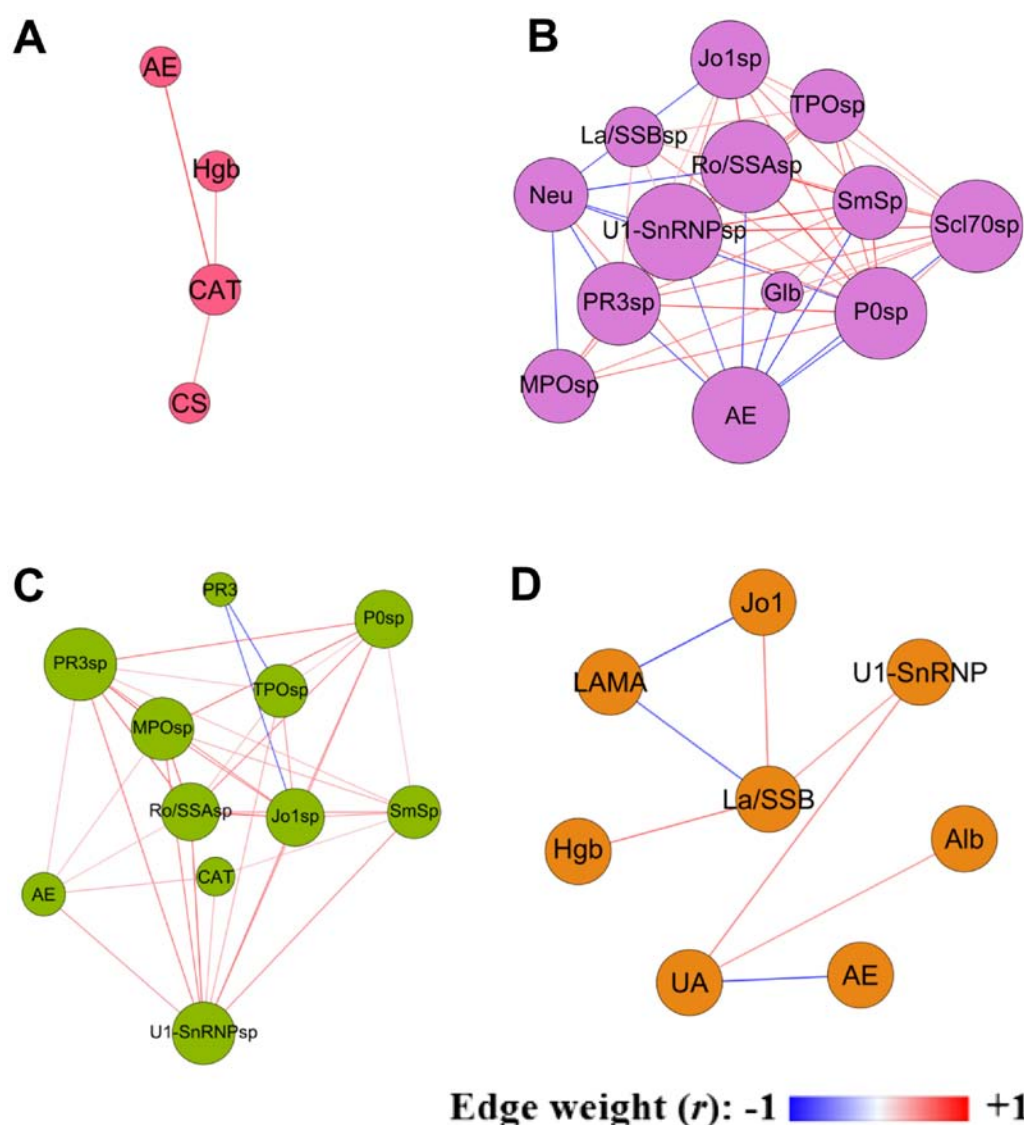 A
AE
Hgb
CAT
CS
B
Jo1sp
TPOsp
La/SSBsp
Ro/SSAsp
Neu
SmSp
U1-SnRNPsp
Scl70sp
PR3sp
Glb
P0sp
MPOsp
AE
C
PR3
P0sp
PR3sp
TPOsp
MPOsp
Ro/SSAsp
Jo1sp
SmSp
CAT
AE
U1-SnRNPsp
D
Jo1
LAMA
U1-SnRNP
La/SSB
Hgb
Alb
UA
AE
Edge weight (r): -1 +1